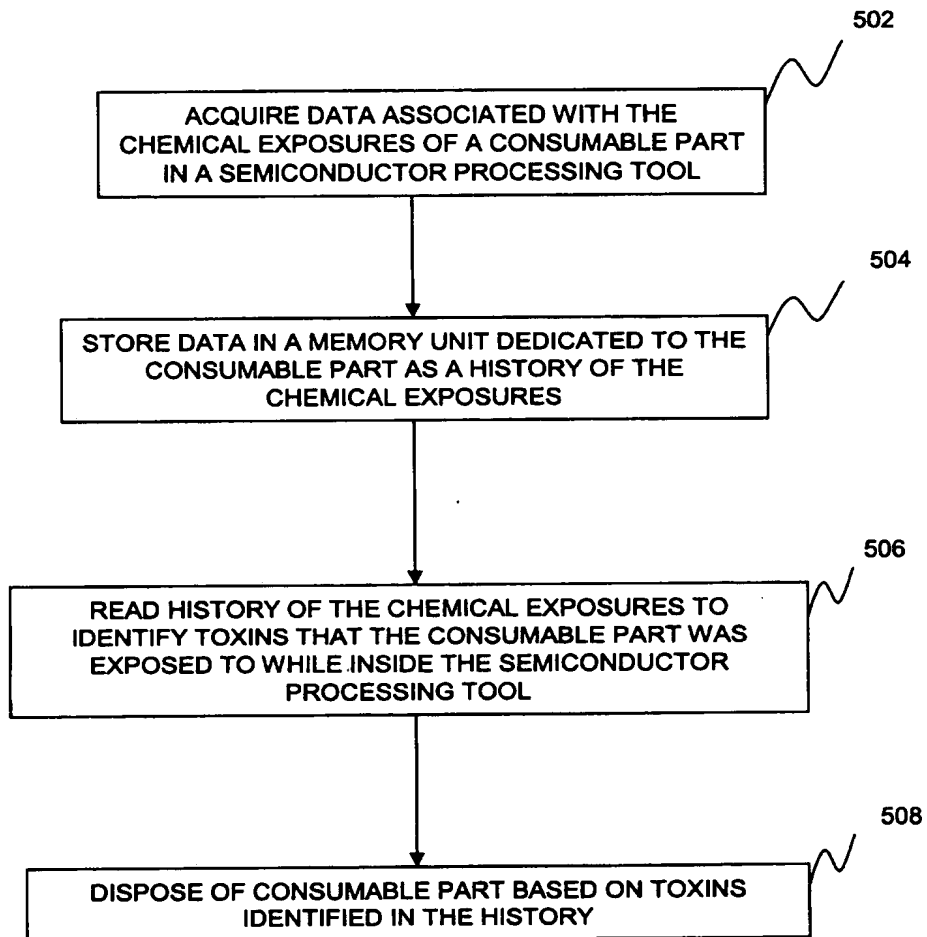 502
ACQUIRE DATA ASSOCIATED WITH THE
CHEMICAL EXPOSURES OF A CONSUMABLE PART
IN A SEMICONDUCTOR PROCESSING TOOL
504
STORE DATA IN A MEMORY UNIT DEDICATED TO THE
CONSUMABLE PART AS A HISTORY OF THE
CHEMICAL EXPOSURES
506
READ HISTORY OF THE CHEMICAL EXPOSURES TO
IDENTIFY TOXINS THAT THE CONSUMABLE PART WAS
EXPOSED TO WHILE INSIDE THE SEMICONDUCTOR
PROCESSING TOOL
508
DISPOSE OF CONSUMABLE PART BASED ON TOXINS
IDENTIFIED IN THE HISTORY